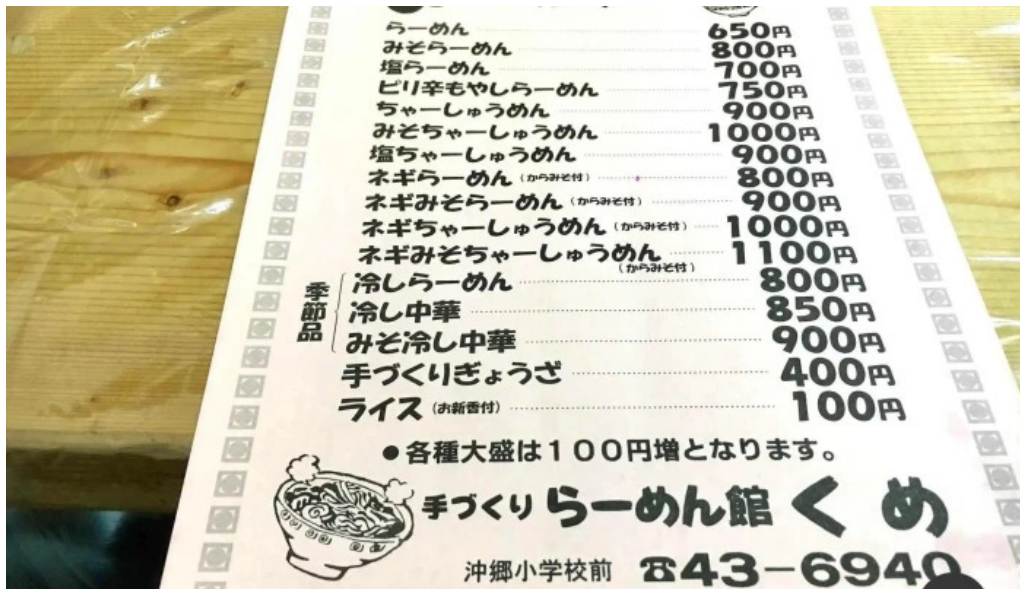 らーめん 650円
みそらーめん 800円
塩らーめん 700円
ピリ辛もやしらーめん 750円
ちゃーしゅうめん 900円
みそちゃーしゅうめん 1000円
塩ちゃーしゅうめん 900円
ネギらーめん(からみそ付) 800円
ネギみそらーめん(からみそ付) 900円
ネギちゃーしゅうめん(からみそ付) 1000円
ネギみそちゃーしゅうめん 1100円
(からみそ付)
季節品
冷しらーめん 800円
冷し中華 850円
みそ冷し中華 900円
手づくりぎょうざ 400円
ライス(お新香付) 100円
●各種大盛は100円増となります。
手づくり らーめん館 くめ
沖郷小学校前 ☎43-6940